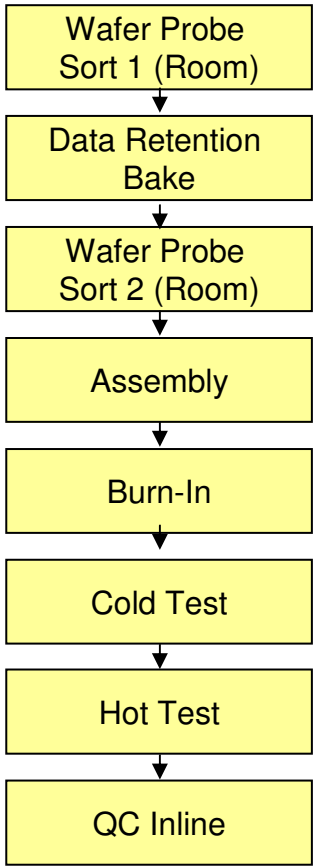 Wafer Probe
Sort 1 (Room)
Data Retention
Bake
Wafer Probe
Sort 2 (Room)
Assembly
Burn-In
Cold Test
Hot Test
QC Inline